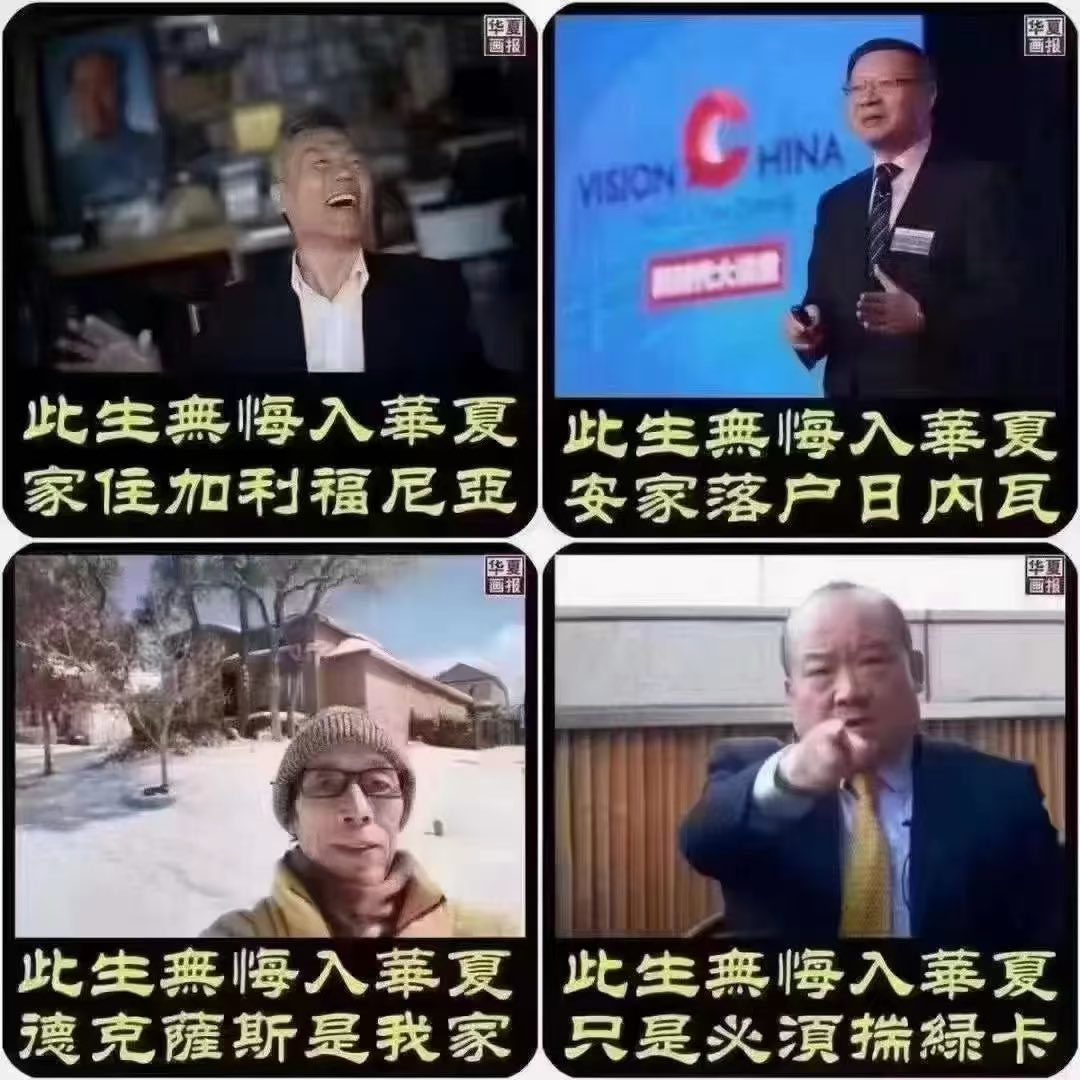 华夏
画报
此生無悔入華夏
家住加利福尼亞
华夏
画报
VISION CHINA
此生無悔入華夏
安家落户日内瓦
华夏
画报
此生無悔入華夏
德克薩斯是我家
华夏
画报
此生無悔入華夏
只是必須揣緑卡